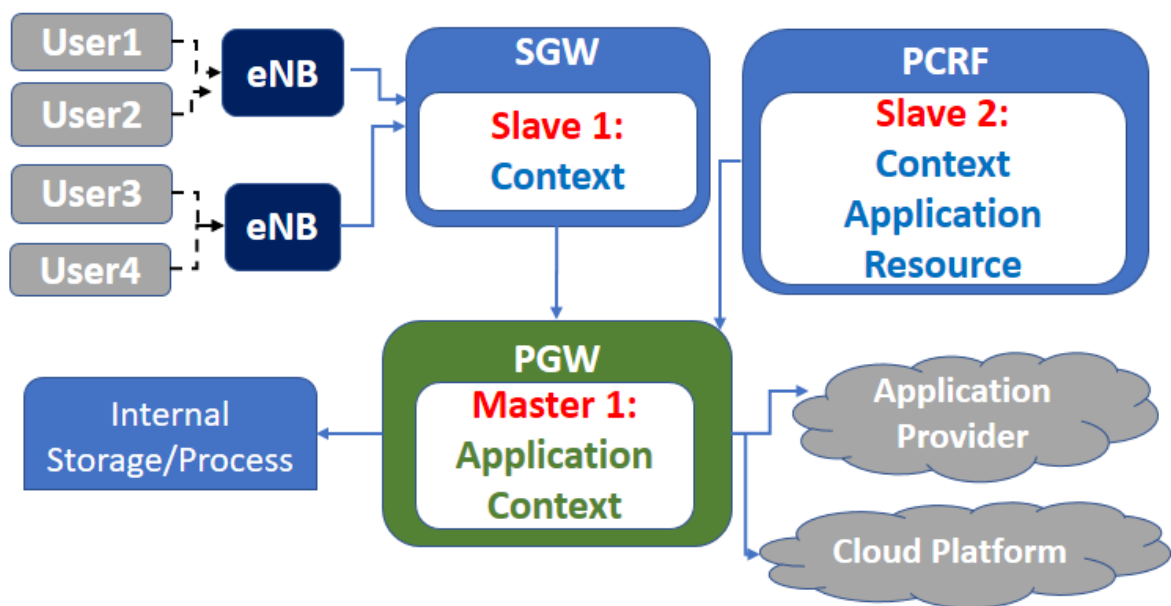 User1
User2
User3
User4
eNB
eNB
SGW
Slave 1:
Context
PCRF
Slave 2:
Context
Application
Resource
PGW
Master 1:
Application
Context
Internal
Storage/Process
Application
Provider
Cloud Platform